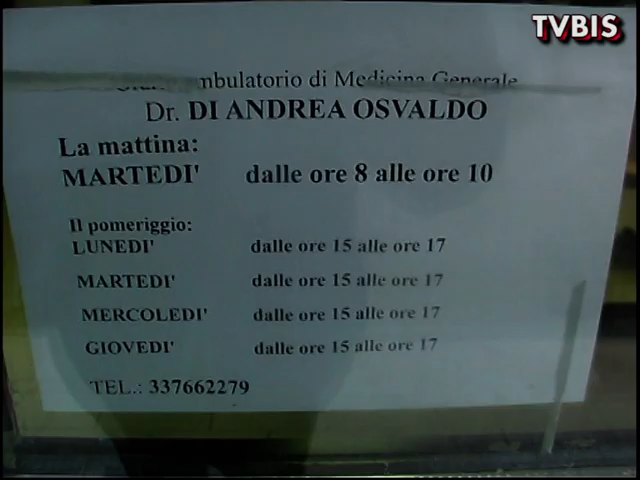 TVBIS
di Medicina Generale
Dr. DI ANDREA OSVALDO
La mattina:
MARTEDI' dalle ore 8 alle ore 10
Il pomeriggio:
LUNEDI' dalle ore 15 alle ore 17
MARTEDI' dalle ore 15 alle ore 17
MERCOLEDI' dalle ore 15 alle ore 17
GIOVEDI' dalle ore 15 alle ore 17
TEL.: 337662279